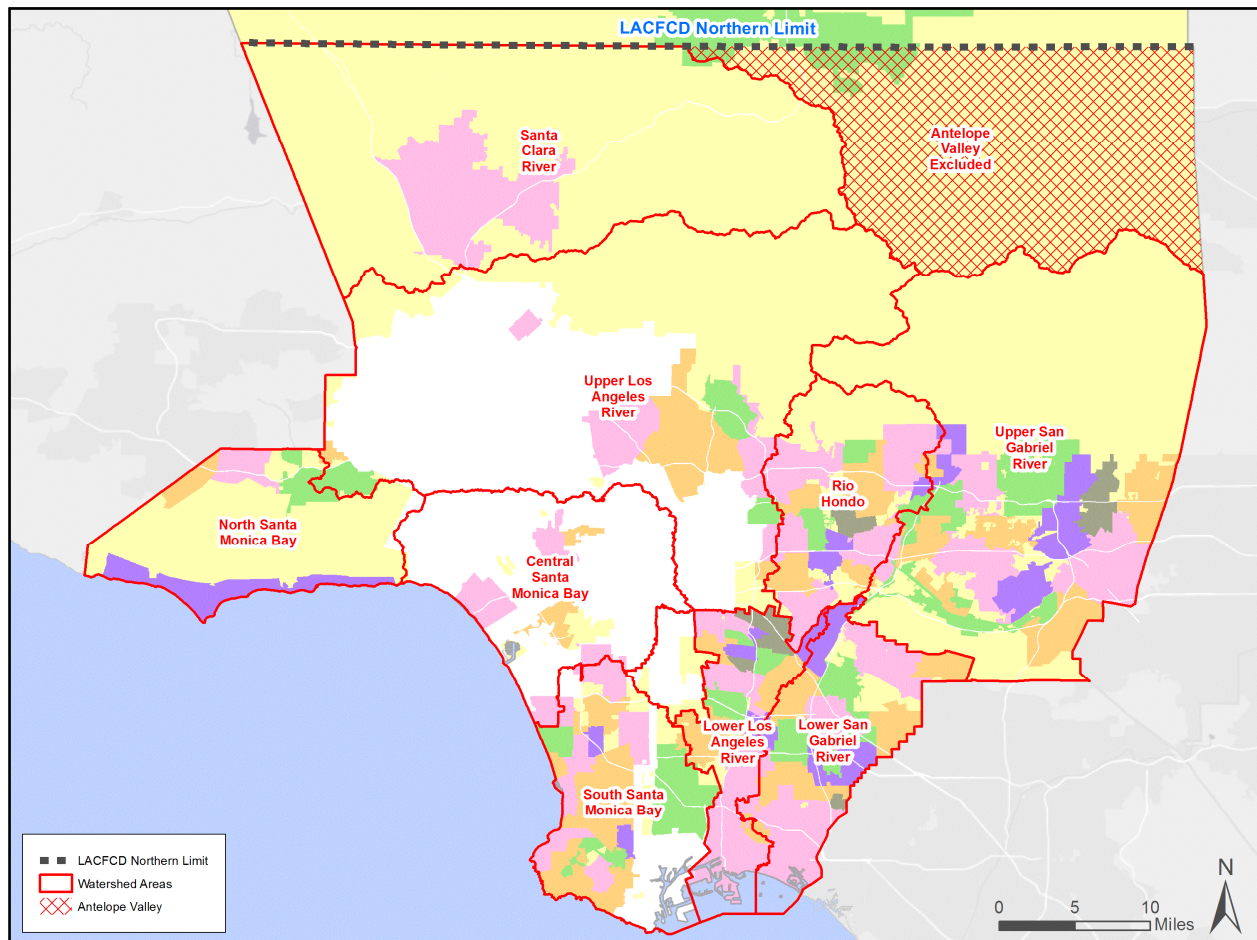 LACFCD Northern Limit
Santa
Clara
River
Antelope
Valley
Excluded
Upper Los
Angeles
River
Upper San
Gabriel
River
Rio
Hondo
North Santa
Monica Bay
Central
Santa
Monica Bay
Lower Los
Angeles
River
Lower San
Gabriel
River
South Santa
Monica Bay
LACFCD Northern Limit
Watershed Areas
Antelope Valley
N
0 5 10
Miles